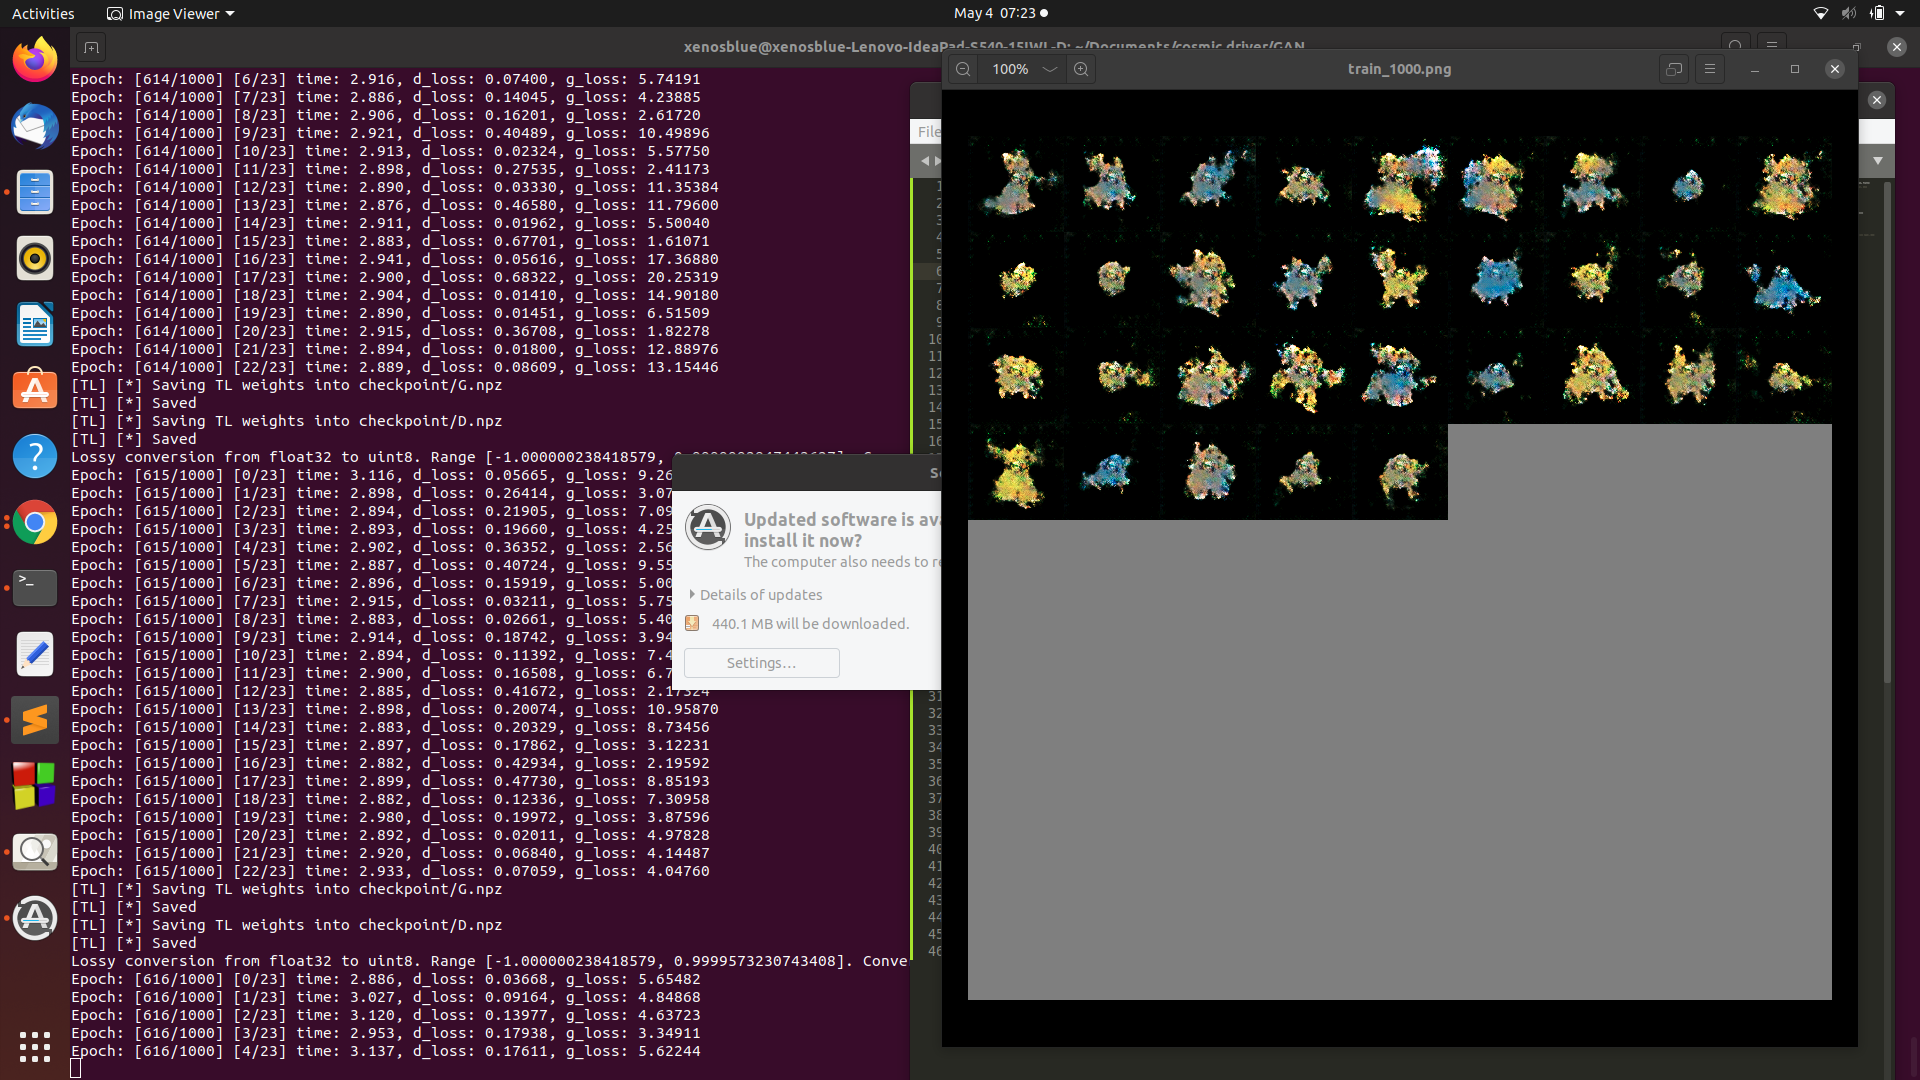 Activities
Image Viewer
May 4 07:23
xenosblue@xenosblue-Lenovo-IdeaPad-S540-15IWL-D: ~/Documents/cosmic driver/GAN
Epoch: [614/1000] [6/23] time: 2.916, d_loss: 0.07400, g_loss: 5.74191
Epoch: [614/1000] [7/23] time: 2.886, d_loss: 0.14045, g_loss: 4.23885
Epoch: [614/1000] [8/23] time: 2.906, d_loss: 0.16201, g_loss: 2.61720
Epoch: [614/1000] [9/23] time: 2.921, d_loss: 0.40489, g_loss: 10.49896
Epoch: [614/1000] [10/23] time: 2.913, d_loss: 0.02324, g_loss: 5.57750
Epoch: [614/1000] [11/23] time: 2.898, d_loss: 0.27535, g_loss: 2.41173
Epoch: [614/1000] [12/23] time: 2.890, d_loss: 0.03330, g_loss: 11.35384
Epoch: [614/1000] [13/23] time: 2.876, d_loss: 0.46580, g_loss: 11.79600
Epoch: [614/1000] [14/23] time: 2.911, d_loss: 0.01962, g_loss: 5.50040
Epoch: [614/1000] [15/23] time: 2.883, d_loss: 0.67701, g_loss: 1.61071
Epoch: [614/1000] [16/23] time: 2.941, d_loss: 0.05616, g_loss: 17.36880
Epoch: [614/1000] [17/23] time: 2.900, d_loss: 0.68322, g_loss: 20.25319
Epoch: [614/1000] [18/23] time: 2.904, d_loss: 0.01410, g_loss: 14.90180
Epoch: [614/1000] [19/23] time: 2.890, d_loss: 0.01451, g_loss: 6.51509
Epoch: [614/1000] [20/23] time: 2.915, d_loss: 0.36708, g_loss: 1.82278
Epoch: [614/1000] [21/23] time: 2.894, d_loss: 0.01800, g_loss: 12.88976
Epoch: [614/1000] [22/23] time: 2.889, d_loss: 0.08609, g_loss: 13.15446
[TL] [*] Saving TL weights into checkpoint/G.npz
[TL] [*] Saved
[TL] [*] Saving TL weights into checkpoint/D.npz
[TL] [*] Saved
Lossy conversion from float32 to uint8. Range [-1.000000238418579,
Epoch: [615/1000] [0/23] time: 3.116, d_loss: 0.05665, g_loss: 9.26
Epoch: [615/1000] [1/23] time: 2.898, d_loss: 0.26414, g_loss: 3.07
Epoch: [615/1000] [2/23] time: 2.894, d_loss: 0.21905, g_loss: 7.09
Epoch: [615/1000] [3/23] time: 2.893, d_loss: 0.19660, g_loss: 4.25
Epoch: [615/1000] [4/23] time: 2.902, d_loss: 0.36352, g_loss: 2.56
Epoch: [615/1000] [5/23] time: 2.887, d_loss: 0.40724, g_loss: 9.55
Epoch: [615/1000] [6/23] time: 2.896, d_loss: 0.15919, g_loss: 5.00
Epoch: [615/1000] [7/23] time: 2.915, d_loss: 0.03211, g_loss: 5.75
Epoch: [615/1000] [8/23] time: 2.883, d_loss: 0.02661, g_loss: 5.40
Epoch: [615/1000] [9/23] time: 2.914, d_loss: 0.18742, g_loss: 3.94
Epoch: [615/1000] [10/23] time: 2.894, d_loss: 0.11392, g_loss: 7.4
Epoch: [615/1000] [11/23] time: 2.900, d_loss: 0.16508, g_loss: 6.7
Epoch: [615/1000] [12/23] time: 2.885, d_loss: 0.41672, g_loss: 2.17324
Epoch: [615/1000] [13/23] time: 2.898, d_loss: 0.20074, g_loss: 10.95870
Epoch: [615/1000] [14/23] time: 2.883, d_loss: 0.20329, g_loss: 8.73456
Epoch: [615/1000] [15/23] time: 2.897, d_loss: 0.17862, g_loss: 3.12231
Epoch: [615/1000] [16/23] time: 2.882, d_loss: 0.42934, g_loss: 2.19592
Epoch: [615/1000] [17/23] time: 2.899, d_loss: 0.47730, g_loss: 8.85193
Epoch: [615/1000] [18/23] time: 2.882, d_loss: 0.12336, g_loss: 7.30958
Epoch: [615/1000] [19/23] time: 2.980, d_loss: 0.19972, g_loss: 3.87596
Epoch: [615/1000] [20/23] time: 2.892, d_loss: 0.02011, g_loss: 4.97828
Epoch: [615/1000] [21/23] time: 2.920, d_loss: 0.06840, g_loss: 4.14487
Epoch: [615/1000] [22/23] time: 2.933, d_loss: 0.07059, g_loss: 4.04760
[TL] [*] Saving TL weights into checkpoint/G.npz
[TL] [*] Saved
[TL] [*] Saving TL weights into checkpoint/D.npz
[TL] [*] Saved
Lossy conversion from float32 to uint8. Range [-1.000000238418579, 0.9999573230743408]. Conve
Epoch: [616/1000] [0/23] time: 2.886, d_loss: 0.03668, g_loss: 5.65482
Epoch: [616/1000] [1/23] time: 3.027, d_loss: 0.09164, g_loss: 4.84868
Epoch: [616/1000] [2/23] time: 3.120, d_loss: 0.13977, g_loss: 4.63723
Epoch: [616/1000] [3/23] time: 2.953, d_loss: 0.17938, g_loss: 3.34911
Epoch: [616/1000] [4/23] time: 3.137, d_loss: 0.17611, g_loss: 5.62244
Updated software is ava
install it now?
The computer also needs to re
Details of updates
440.1 MB will be downloaded.
Settings...
File
1
2
3
4
5
6
7
8
9
10
11
12
13
14
15
16
31
32
33
34
35
36
37
38
39
40
41
42
43
44
45
46
100%
train_1000.png